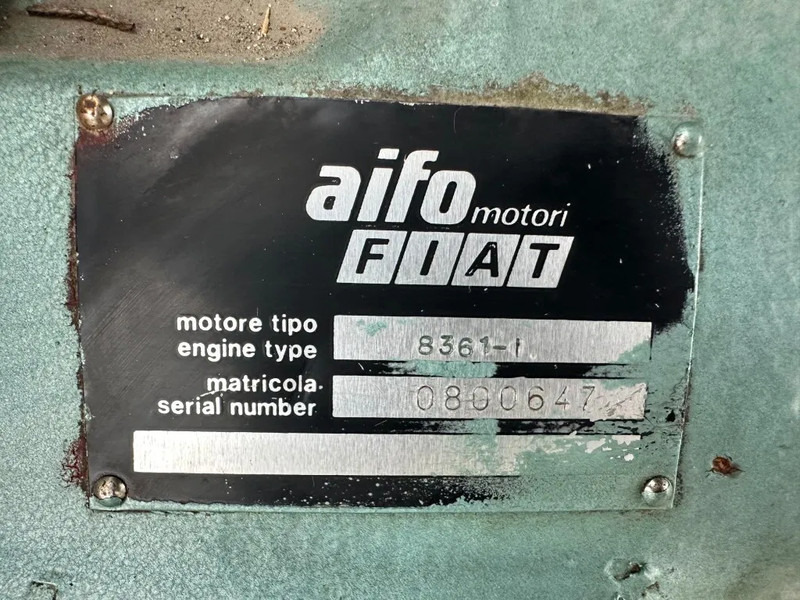 aifo motori
FIAT
motore tipo
engine type 8361-I
matricola
serial number 0800647